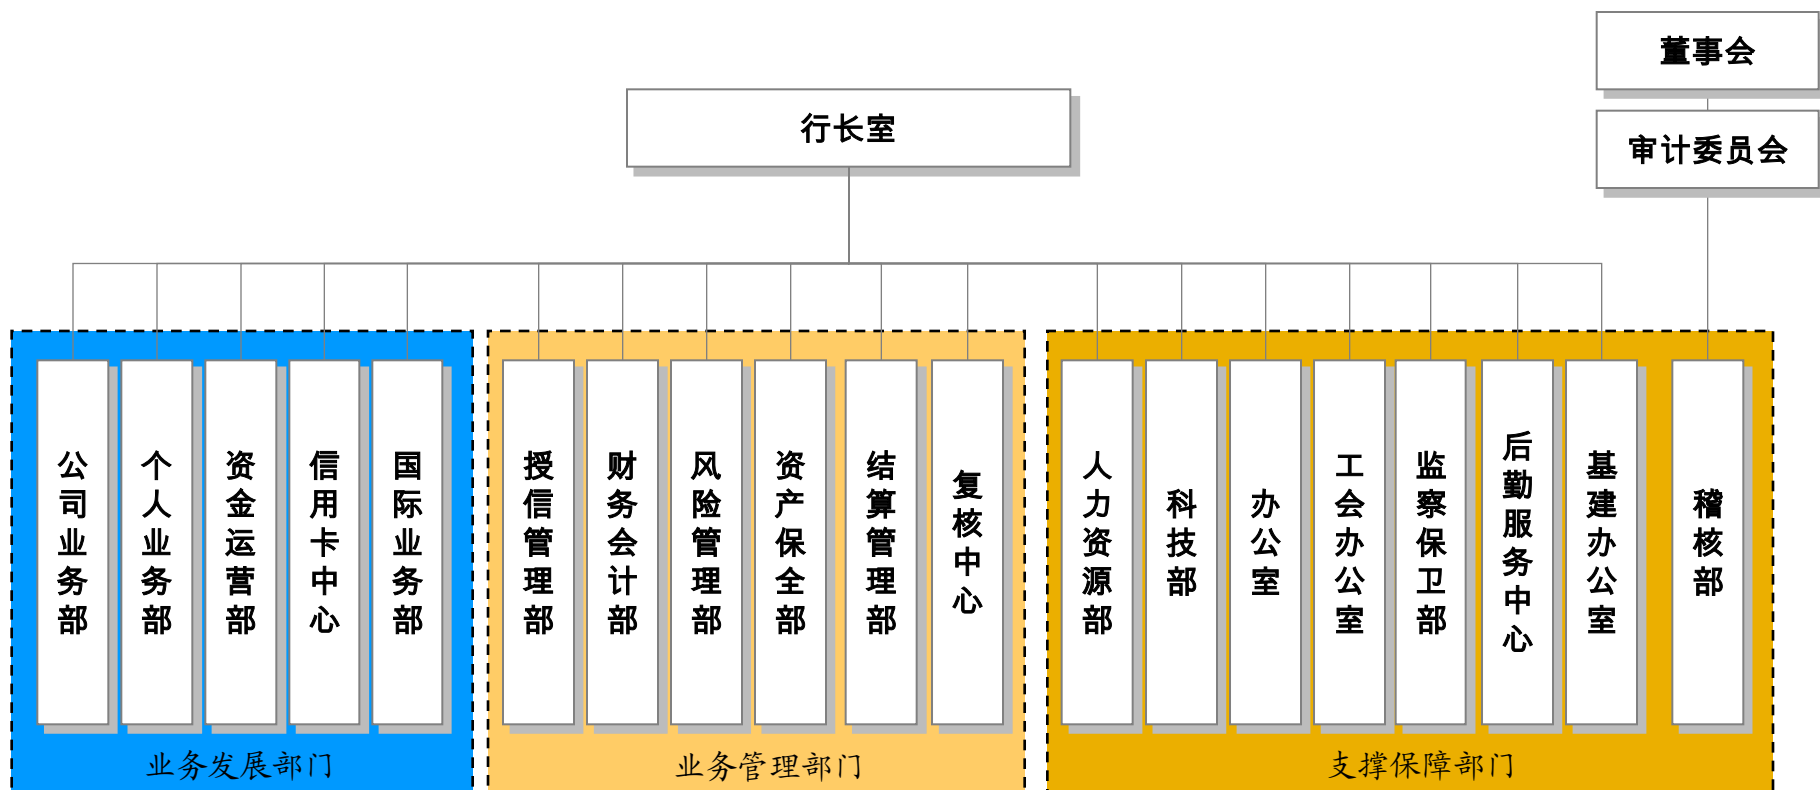 董事会
行长室
审计委员会
公司业务部
个人业务部
资金运营部
信用卡中心
国际业务部
授信管理部
财务会计部
风险管理部
资产保全部
结算管理部
复核中心
人力资源部
科技部
办公室
工会办公室
监察保卫部
后勤服务中心
基建办公室
稽核部
业务发展部门
业务管理部门
支撑保障部门